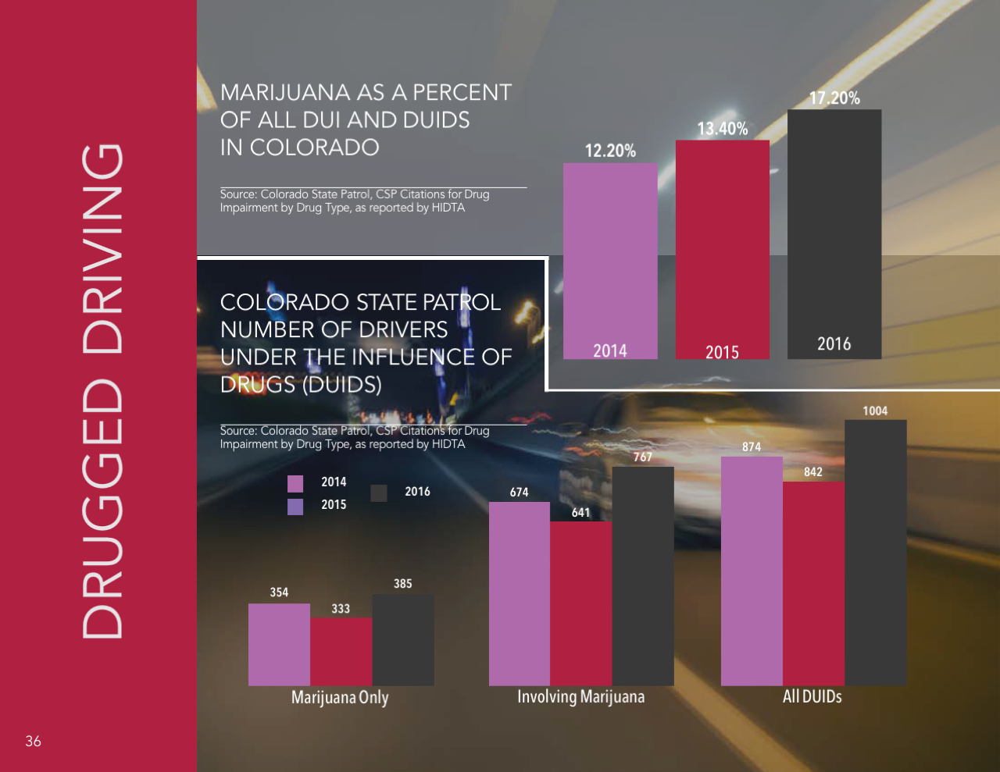 DRUGGED DRIVING
MARIJUANA AS A PERCENT
OF ALL DUI AND DUIDS
IN COLORADO
Source: Colorado State Patrol, CSP Citations for Drug
Impairment by Drug Type, as reported by HIDTA
12.20%
13.40%
17.20%
2014
2015
2016
COLORADO STATE PATROL
NUMBER OF DRIVERS
UNDER THE INFLUENCE OF
DRUGS (DUIDS)
Source: Colorado State Patrol, CSP Citations for Drug
Impairment by Drug Type, as reported by HIDTA
2014
2015
2016
354
333
385
Marijuana Only
674
641
767
Involving Marijuana
874
842
1004
All DUIDs
36